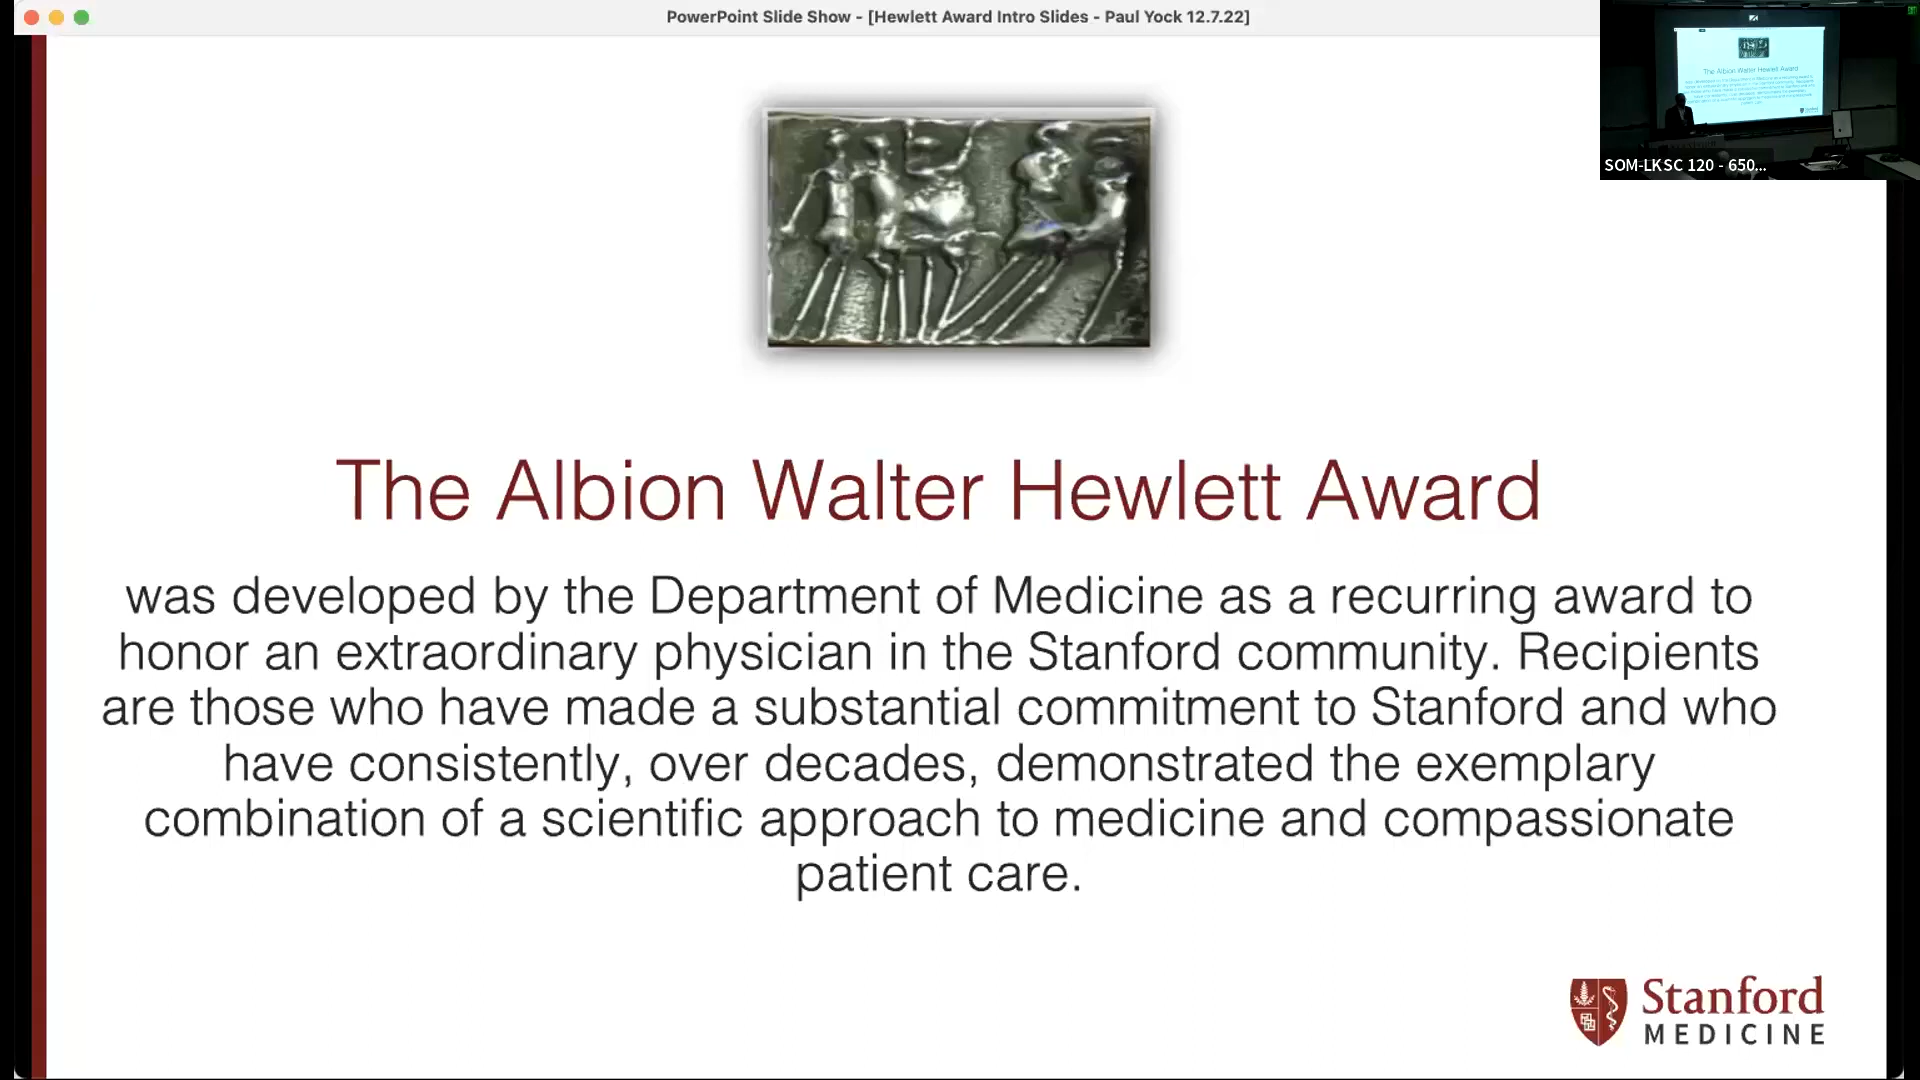 PowerPoint Slide Show - [Hewlett Award Intro Slides - Paul Yock 12.7.22]
SOM-LKSC 120 - 650...
The Albion Walter Hewlett Award
was developed by the Department of Medicine as a recurring award to
honor an extraordinary physician in the Stanford community. Recipients
are those who have made a substantial commitment to Stanford and who
have consistently, over decades, demonstrated the exemplary
combination of a scientific approach to medicine and compassionate
patient care.
Stanford
MEDICINE